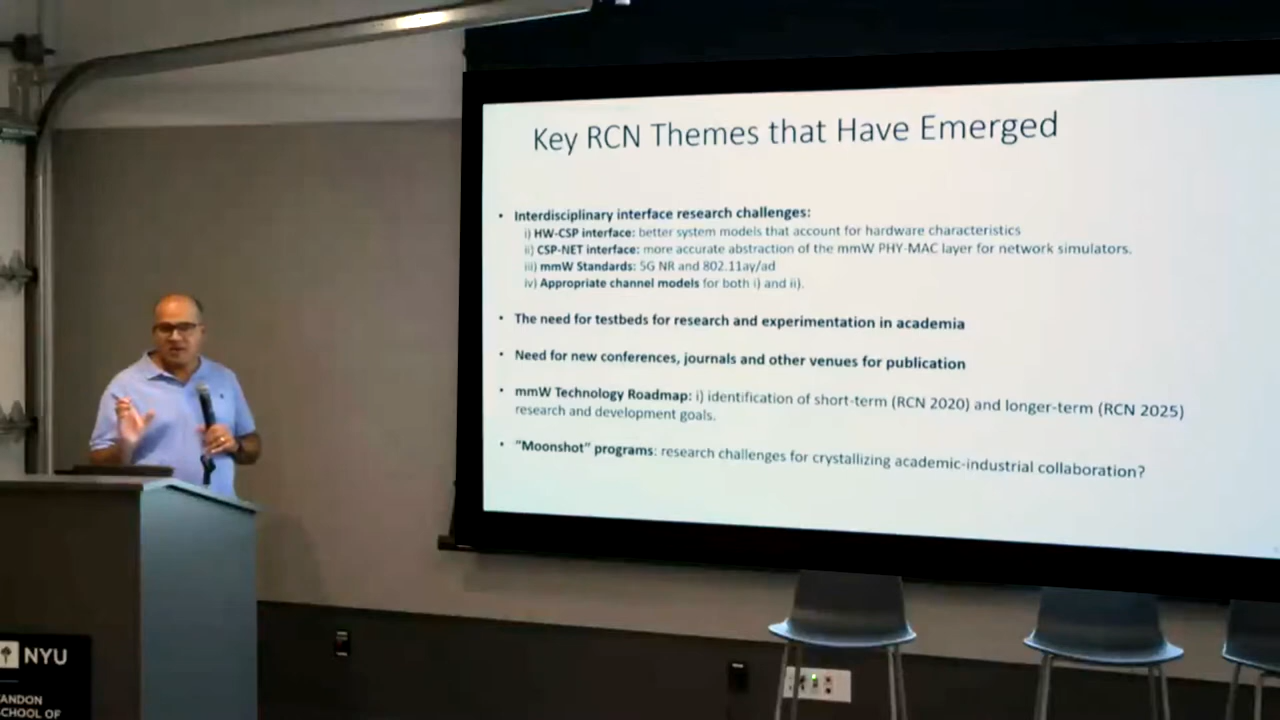 Key RCN Themes that Have Emerged
• Interdisciplinary interface research challenges:
i) HW-CSP interface: better system models that account for hardware characteristics
ii) CSP-NET interface: more accurate abstraction of the mmW PHY-MAC layer for network simulators.
iii) mmW Standards: 5G NR and 802.11ay/ad
iv) Appropriate channel models for both i) and ii).
• The need for testbeds for research and experimentation in academia
• Need for new conferences, journals and other venues for publication
• mmW Technology Roadmap: i) identification of short-term (RCN 2020) and longer-term (RCN 2025)
research and development goals.
• "Moonshot" programs: research challenges for crystallizing academic-industrial collaboration?
NYU
ANDON
CHOOL OF